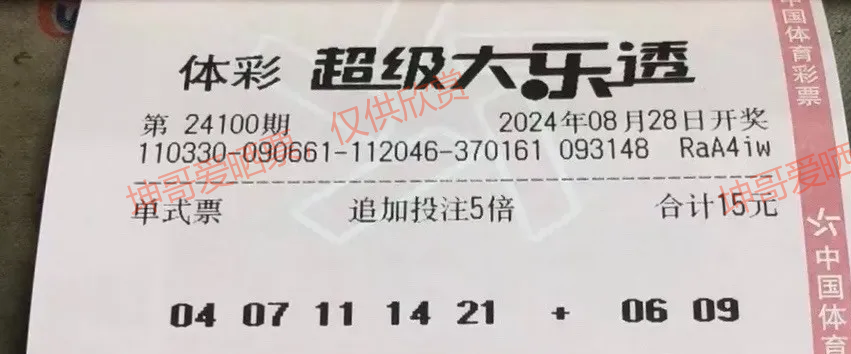 体彩 超级大乐透
第 24100期 2024年08月28日开奖
110330-090661-112046-370161 093148 RaA4iw
单式票 追加投注5倍 合计15元
04 07 11 14 21 + 06 09
中国体育彩票
中国体育
仅供欣赏
坤哥爱晒票
坤哥爱晒